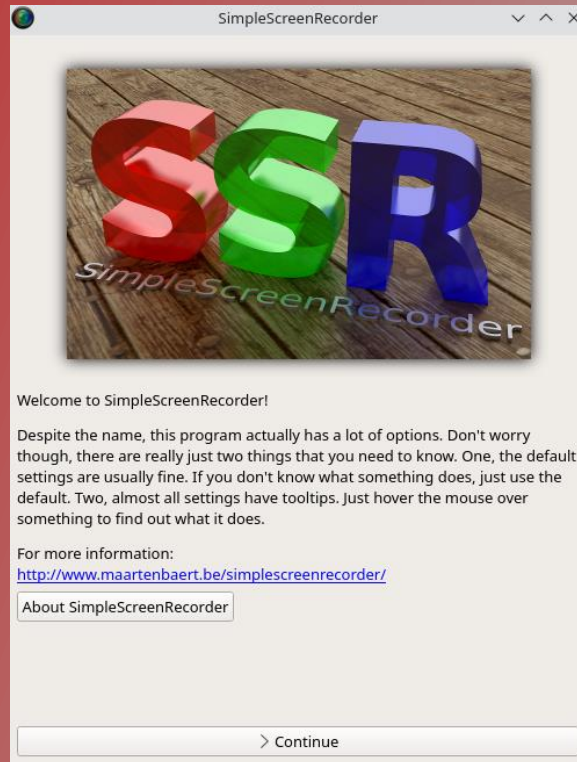 SimpleScreenRecorder
SSR
SimpleScreenRecorder
Welcome to SimpleScreenRecorder!
Despite the name, this program actually has a lot of options. Don't worry
though, there are really just two things that you need to know. One, the default
settings are usually fine. If you don't know what something does, just use the
default. Two, almost all settings have tooltips. Just hover the mouse over
something to find out what it does.
For more information:
http://www.maartenbaert.be/simplescreenrecorder/
About SimpleScreenRecorder
Continue